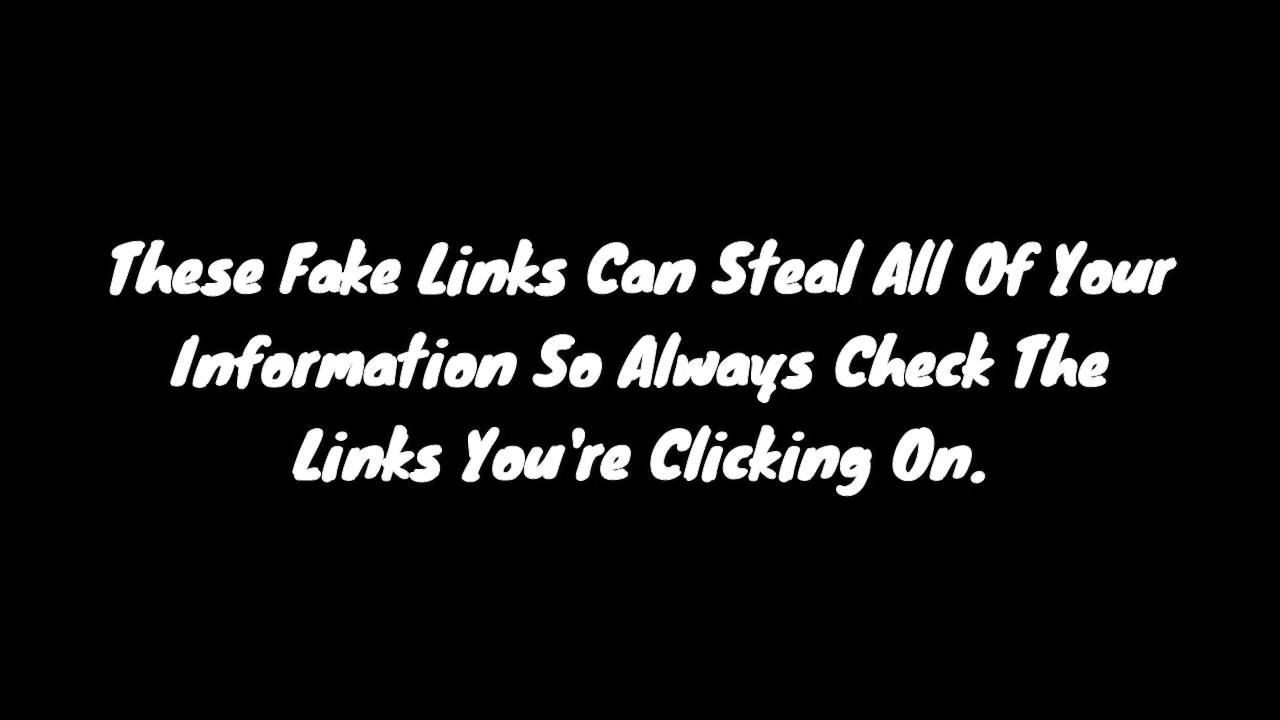 These Fake Links Can Steal All Of Your
Information So Always Check The
Links You're Clicking On.